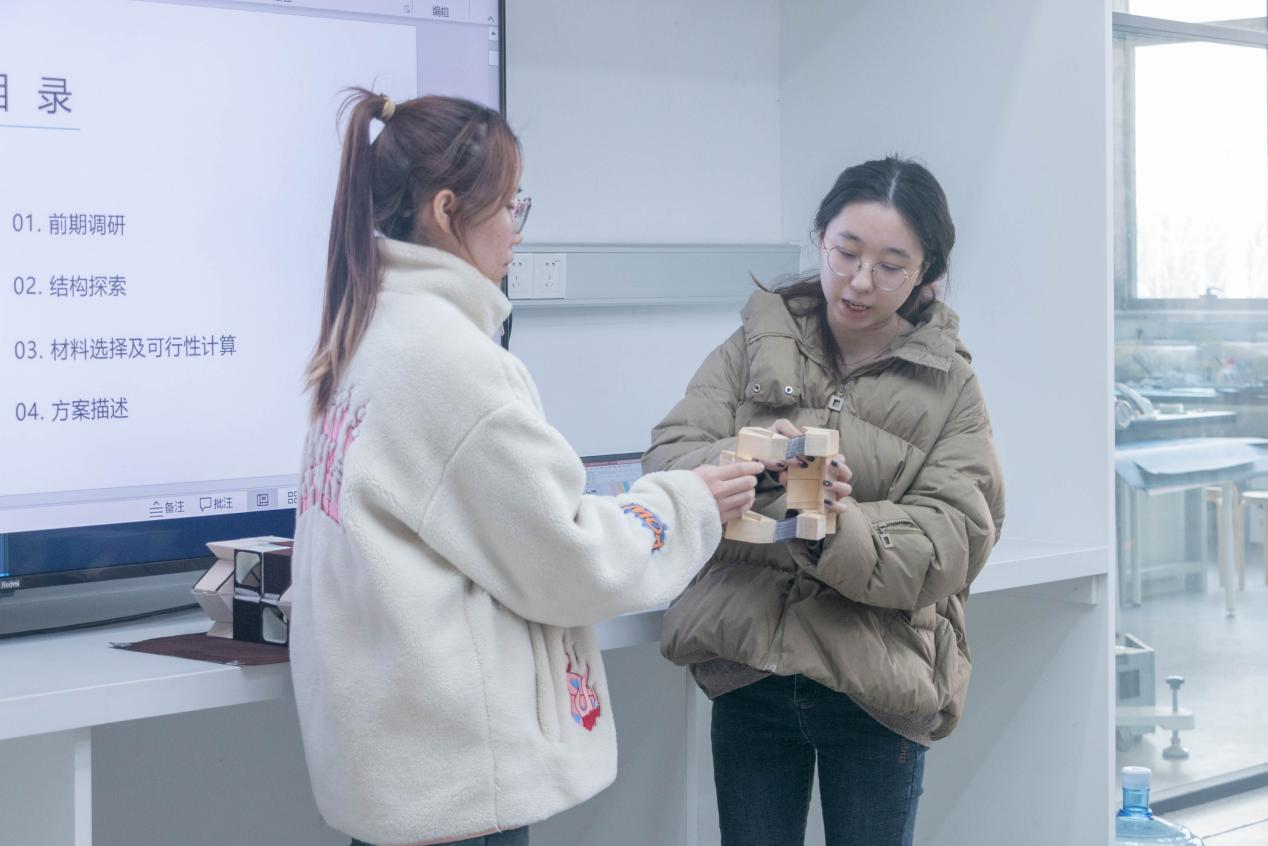 编辑
目 录
01. 前期调研
02. 结构探索
03. 材料选择及可行性计算
04. 方案描述
备注 批注
Redmi